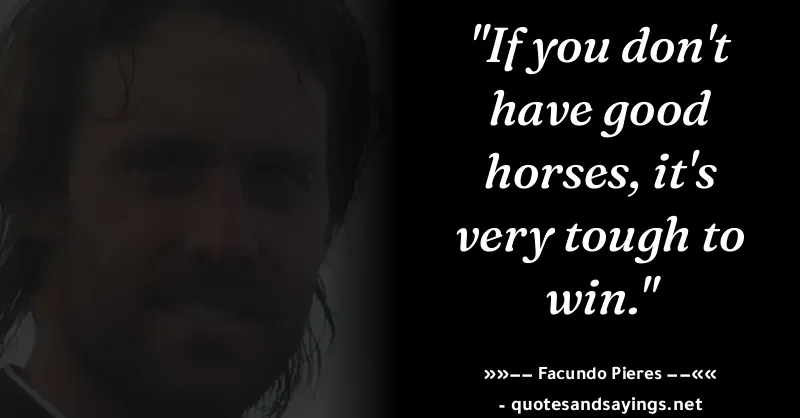 "If you don't
have good
horses, it's
very tough to
win."
»»–– Facundo Pieres ––««
- quotesandsayings.net